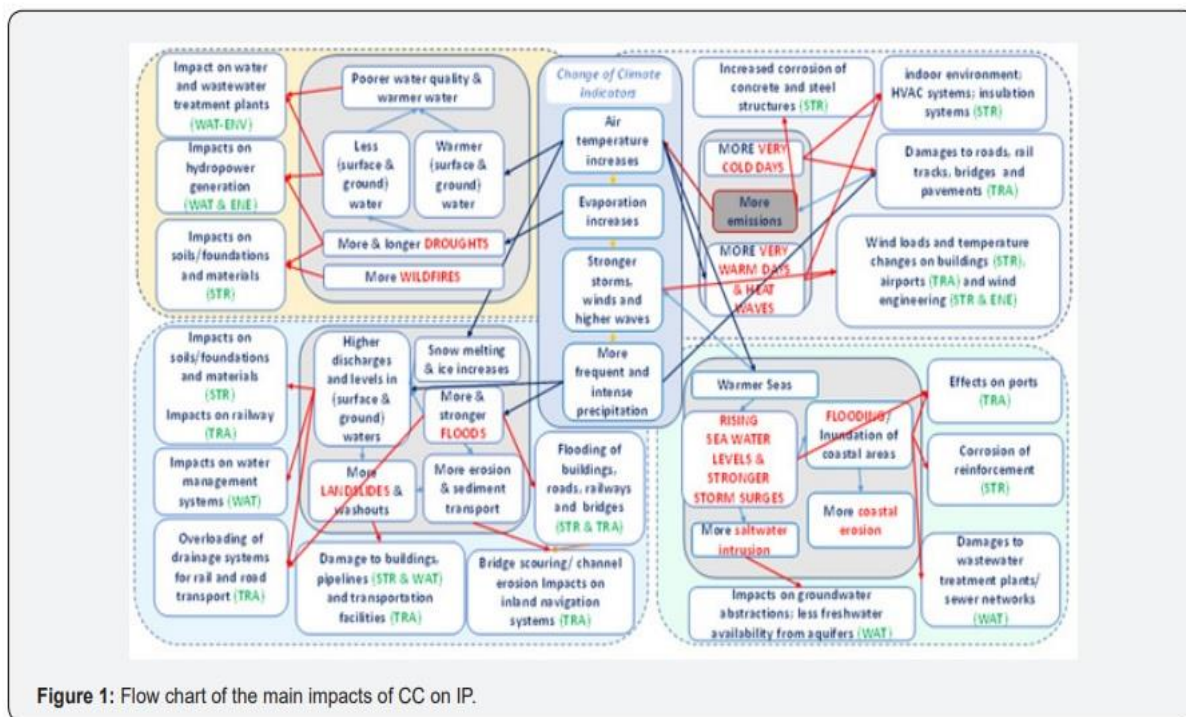 Impact on water
and wastewater
treatment plants
(WAT-ENV)
Impacts on
hydropower
generation
(WAT & ENE)
Impacts on
soils/foundations
and materials
(STR)
Poorer water quality &
warmer water
Less
(surface &
ground)
water
Warmer
(surface &
ground)
water
More & longer DROUGHTS
More WILDFIRES
Change of Climate
Indicators
Air
temperature
increases
Evaporation
increases
Stronger
storms,
winds and
higher waves
More
frequent and
intense
precipitation
Increased corrosion of
concrete and steel
structures (STR)
MORE VERY
COLD DAYS
More
emissions
MORE VERY
WARM DAYS
& HEAT
WAVES
indoor environment;
HVAC systems; insulation
systems (STR)
Damages to roads, rail
tracks, bridges and
pavements (TRA)
Wind loads and temperature
changes on buildings (STR),
airports (TRA) and wind
engineering (STR & ENE)
Impacts on
soils/foundations
and materials
(STR)
Impacts on railway
(TRA)
Impacts on water
management
systems (WAT)
Overloading of
drainage systems
for rail and road
transport (TRA)
Higher
discharges
and levels in
(surface &
ground)
waters
Snow melting
& ice increases
More &
stronger
FLOODS
More
LANDSLIDES &
washouts
More erosion
& sediment
transport
Flooding of
buildings,
roads, railways
and bridges
(STR & TRA)
Damage to buildings,
pipelines (STR & WAT)
and transportation
facilities (TRA)
Bridge scouring/ channel
erosion Impacts on
inland navigation
systems (TRA)
Warmer Seas
RISING
SEA WATER
LEVELS &
STRONGER
STORM SURGES
FLOODING/
Inundation of
coastal areas
More saltwater
intrusion
More coastal
erosion
Effects on ports
(TRA)
Corrosion of
reinforcement
(STR)
Damages to
wastewater
treatment plants/
sewer networks
(WAT)
Impacts on groundwater
abstractions; less freshwater
availability from aquifers (WAT)
Figure 1: Flow chart of the main impacts of CC on IP.